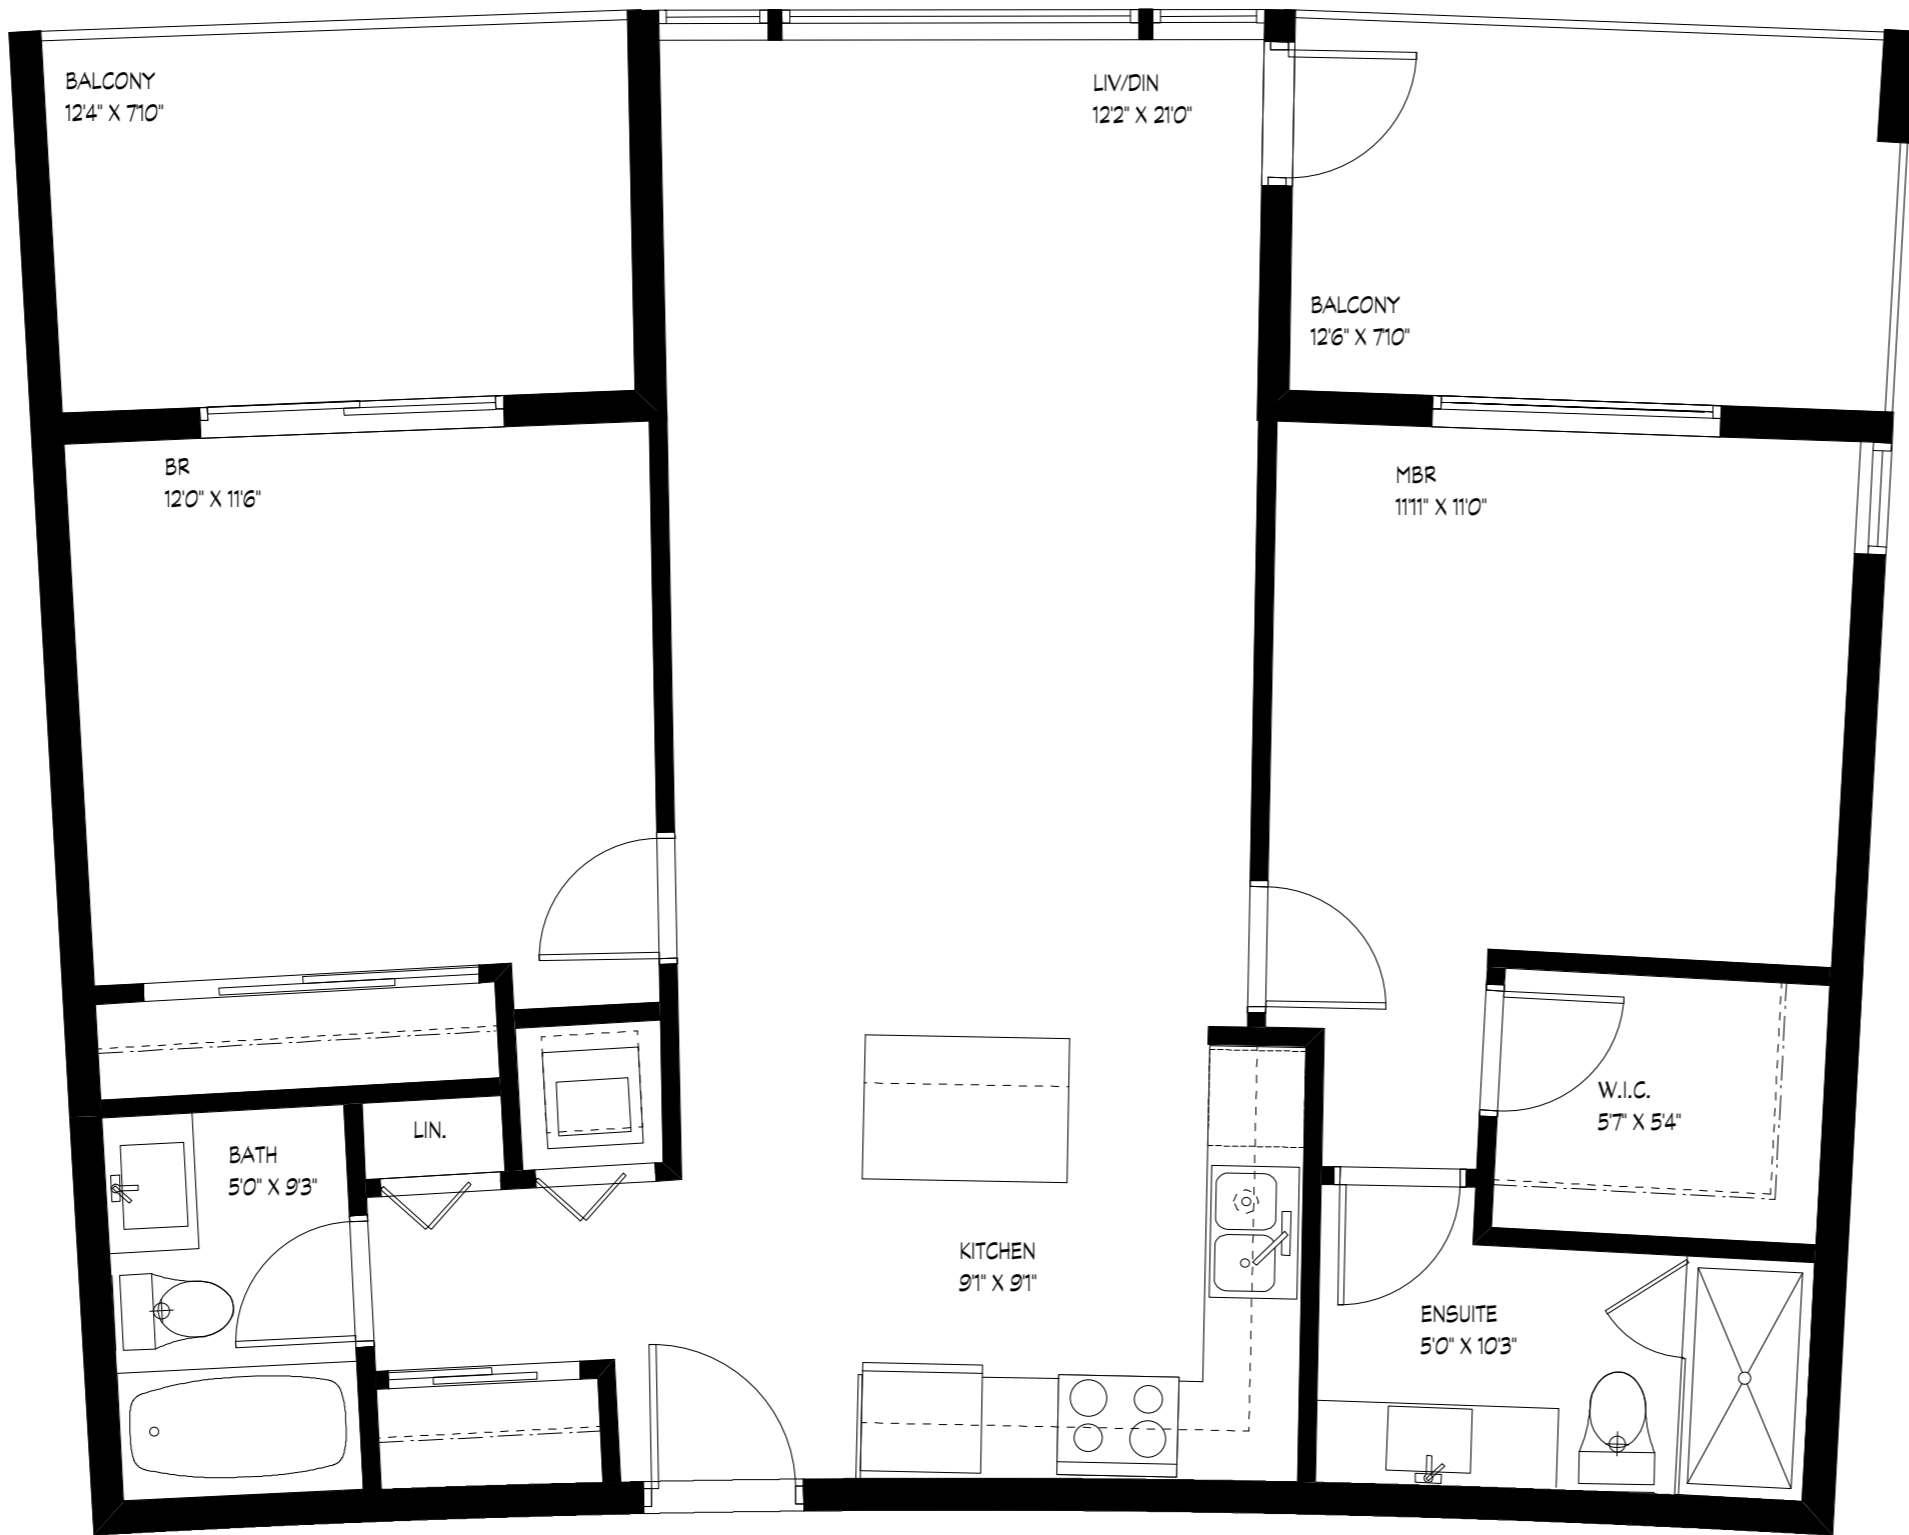 BALCONY
12'4" X 7'10"
LIV/DIN
12'2" X 21'0"
BALCONY
12'6" X 7'10"
BR
12'0" X 11'6"
MBR
11'11" X 11'0"
W.I.C.
5'7" X 5'4"
LIN.
BATH
5'0" X 9'3"
KITCHEN
9'1" X 9'1"
ENSUITE
5'0" X 10'3"